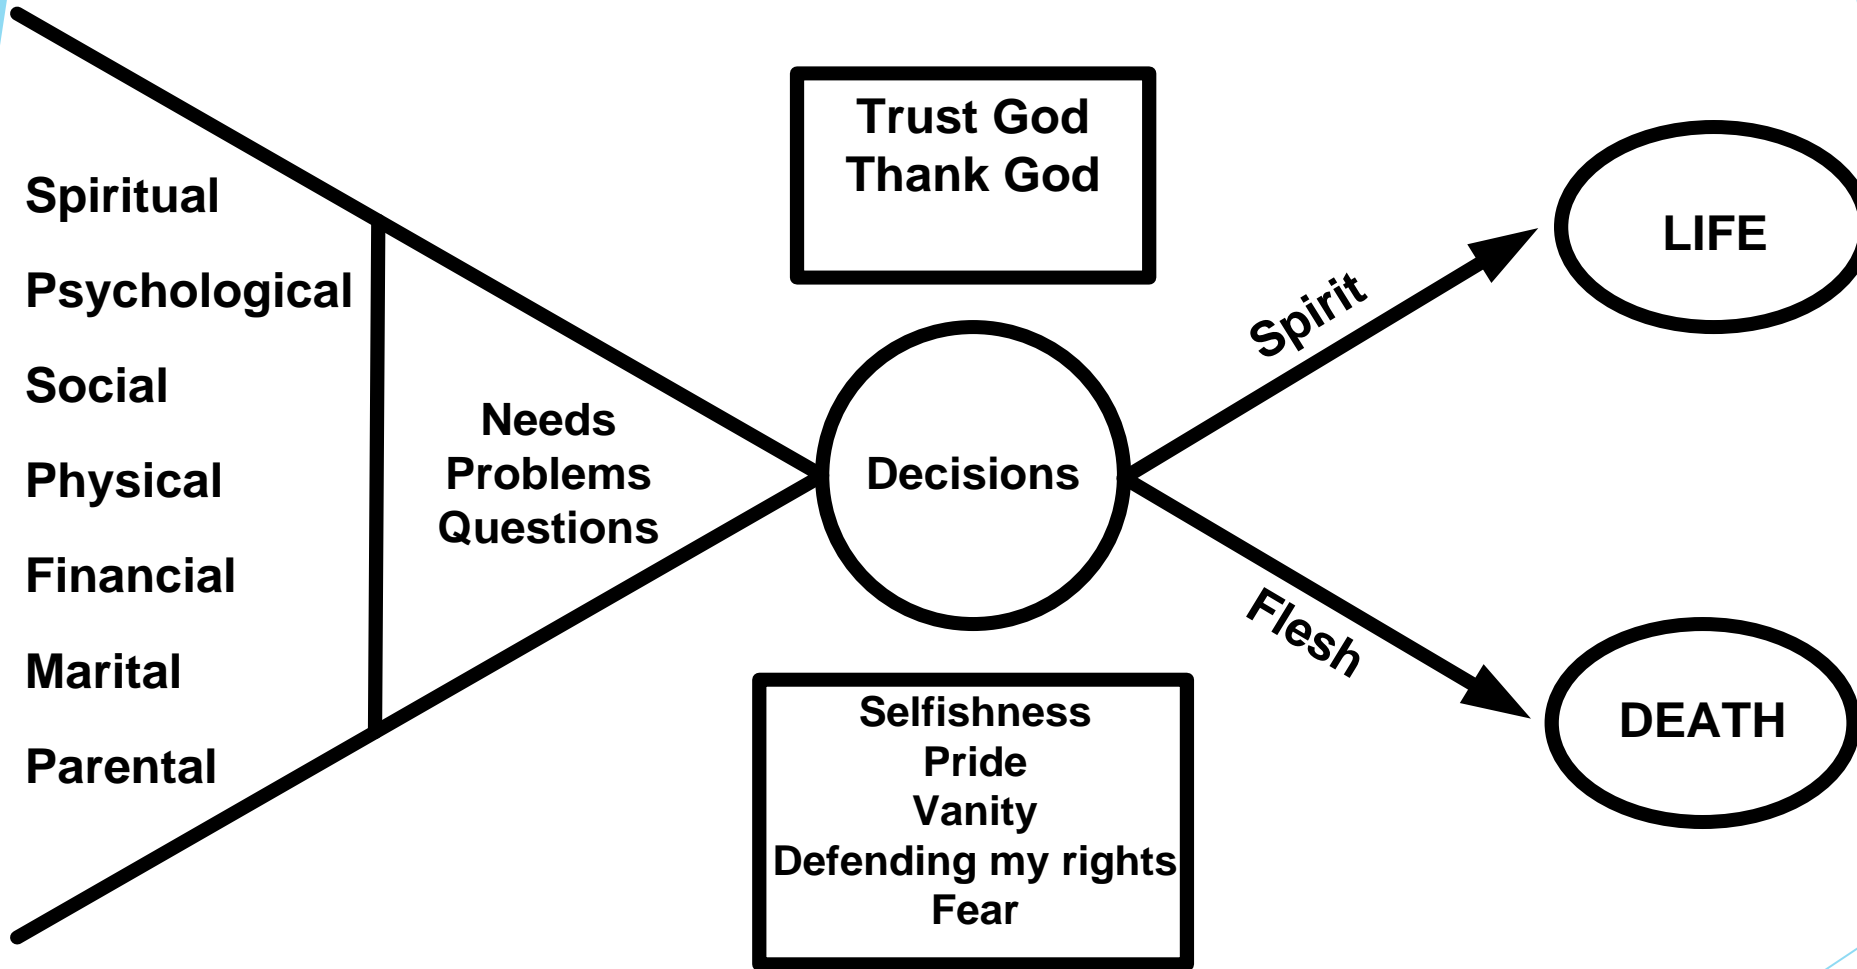 Spiritual
Psychological
Social
Physical
Financial
Marital
Parental
Needs
Problems
Questions
Trust God
Thank God
Decisions
Selfishness
Pride
Vanity
Defending my rights
Fear
Spirit
Flesh
LIFE
DEATH